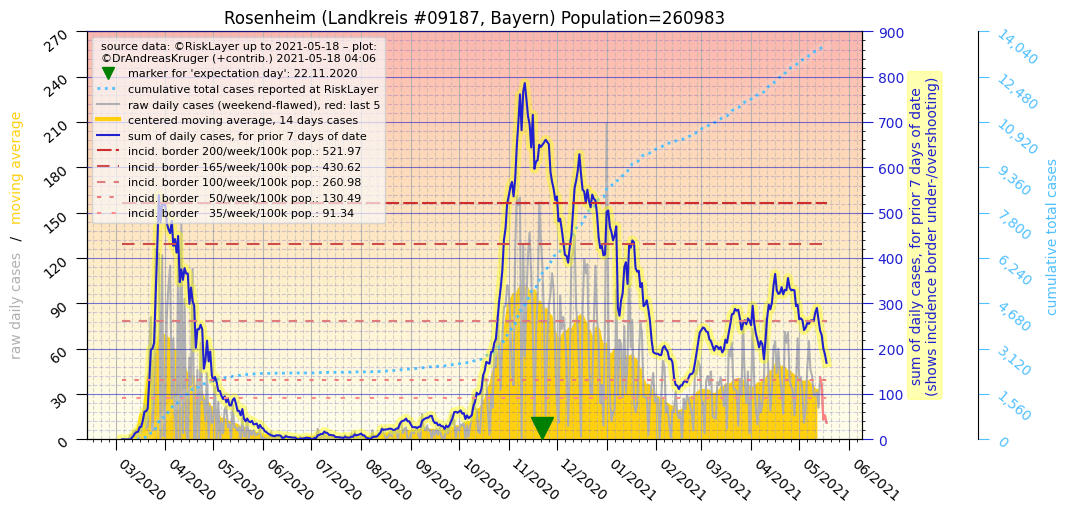 Rosenheim (Landkreis #09187, Bayern) Population=260983
source data: ©RiskLayer up to 2021-05-18 – plot:
©DrAndreasKruger (+contrib.) 2021-05-18 04:06
marker for 'expectation day': 22.11.2020
cumulative total cases reported at RiskLayer
raw daily cases (weekend-flawed), red: last 5
centered moving average, 14 days cases
sum of daily cases, for prior 7 days of date
incid. border 200/week/100k pop.: 521.97
incid. border 165/week/100k pop.: 430.62
incid. border 100/week/100k pop.: 260.98
incid. border   50/week/100k pop.: 130.49
incid. border   35/week/100k pop.: 91.34
raw daily cases / moving average
270
240
210
180
150
120
90
60
30
0
03/2020
04/2020
05/2020
06/2020
07/2020
08/2020
09/2020
10/2020
11/2020
12/2020
01/2021
02/2021
03/2021
04/2021
05/2021
06/2021
900
800
700
600
500
400
300
200
100
0
sum of daily cases, for prior 7 days of date
(shows incidence border under-/overshooting)
14,040
12,480
10,920
9,360
7,800
6,240
4,680
3,120
1,560
0
cumulative total cases